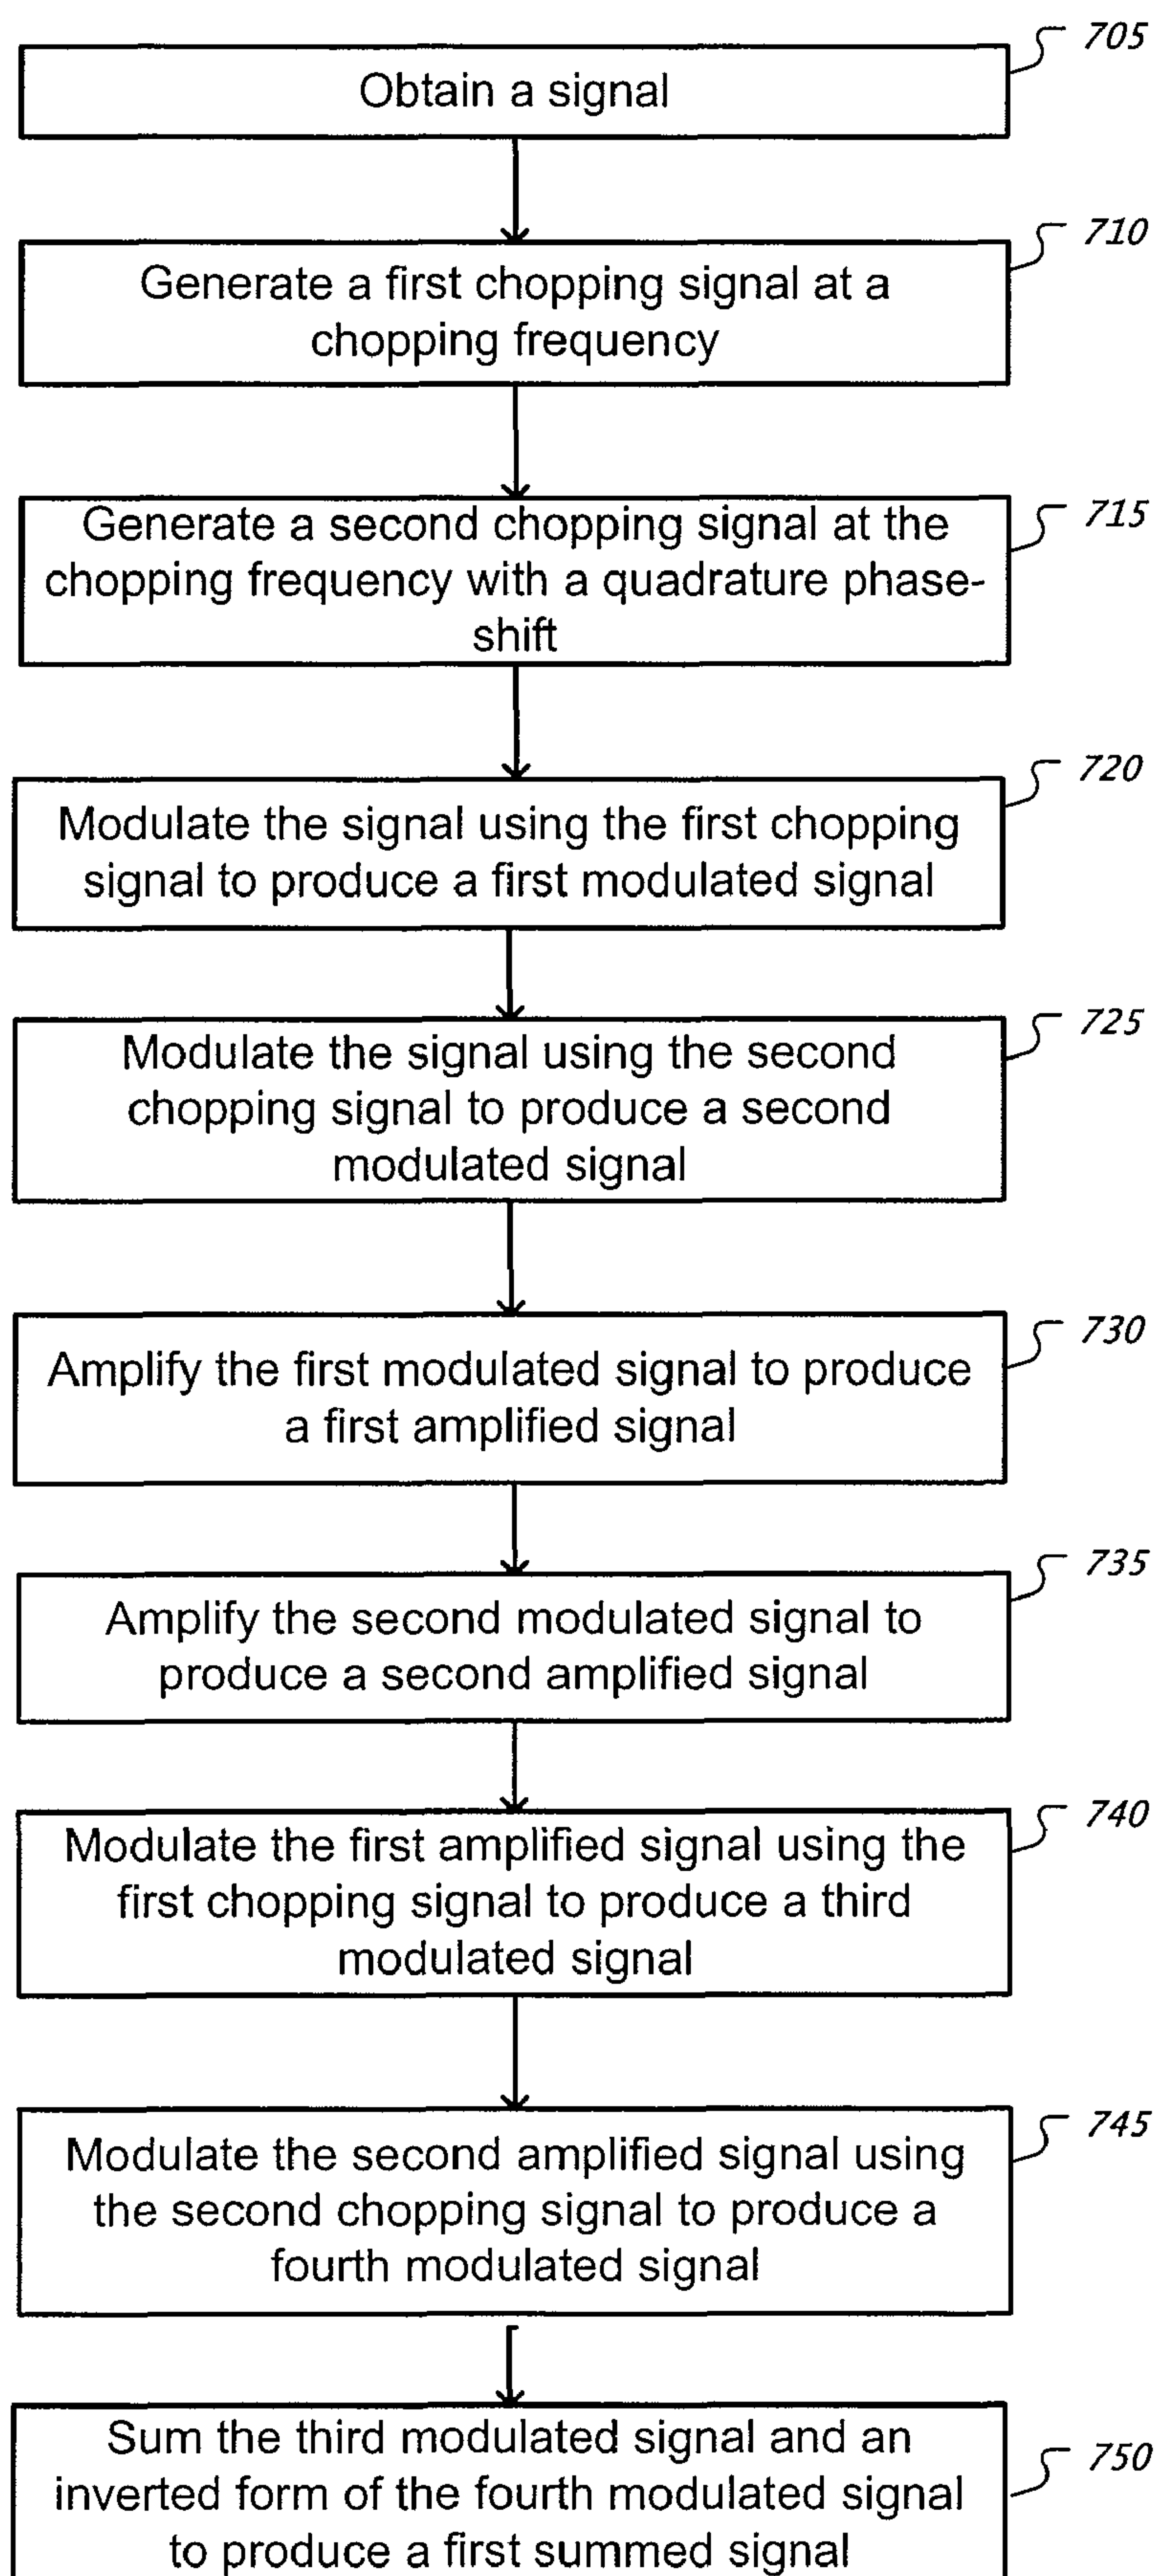 705
Obtain a signal
710
Generate a first chopping signal at a
chopping frequency
715
Generate a second chopping signal at the
chopping frequency with a quadrature phase-
shift
720
Modulate the signal using the first chopping
signal to produce a first modulated signal
725
Modulate the signal using the second
chopping signal to produce a second
modulated signal
730
Amplify the first modulated signal to produce
a first amplified signal
735
Amplify the second modulated signal to
produce a second amplified signal
740
Modulate the first amplified signal using the
first chopping signal to produce a third
modulated signal
745
Modulate the second amplified signal using
the second chopping signal to produce a
fourth modulated signal
750
Sum the third modulated signal and an
inverted form of the fourth modulated signal
to produce a first summed signal